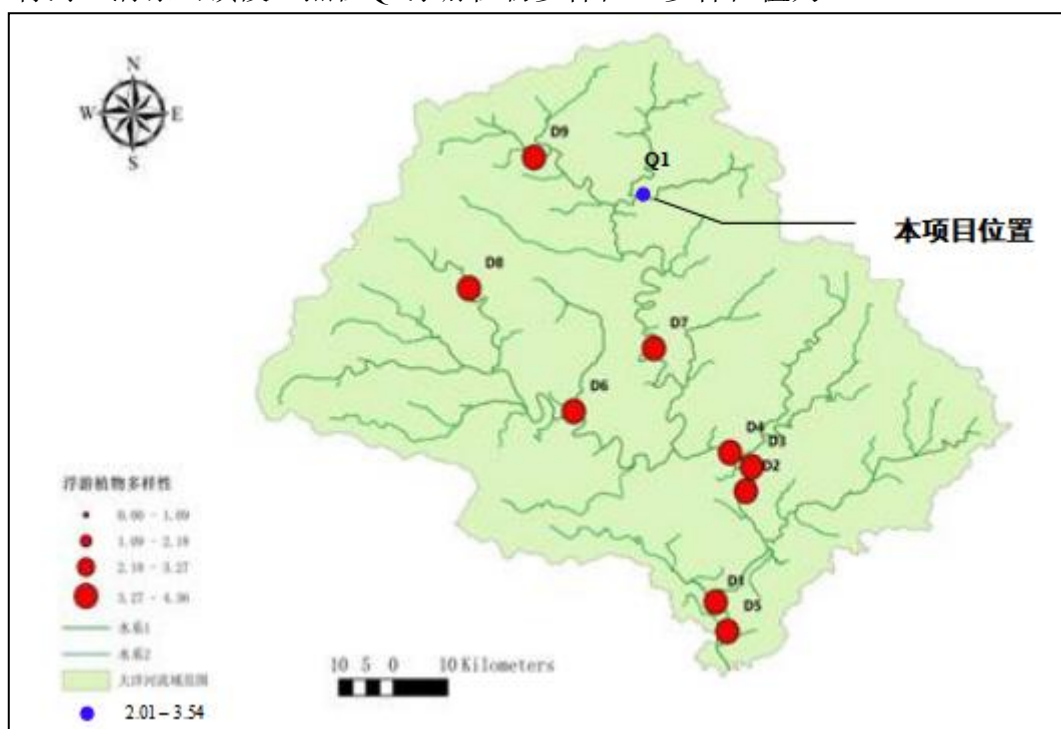 N
W E
S
D9
Q1
本项目位置
D8
D7
D6
D4
D3
D2
D1
D5
浮游植物多样性
0.00 - 1.09
1.09 - 2.18
2.18 - 3.27
3.27 - 4.36
水系1
水系2
大洋河流域范围
2.01 – 3.54
10 5 0 10 Kilometers